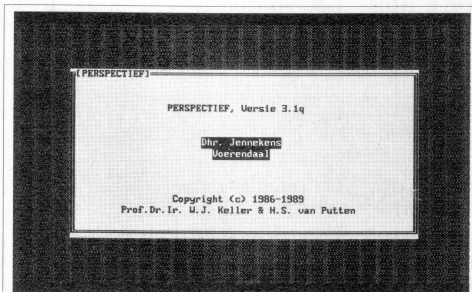 [PERSPECTIEF]
PERSPECTIEF, Versie 3.1q
Dhr. Jennekens
Voerendaal
Copyright (c) 1986-1989
Prof.Dr.Ir. W.J. Keller & H.S. van Putten